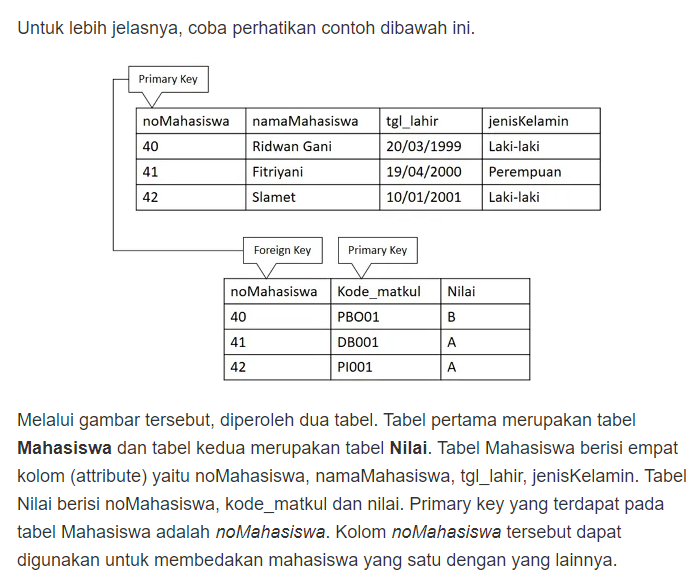 Untuk lebih jelasnya, coba perhatikan contoh dibawah ini.
Primary Key
noMahasiswa namaMahasiswa tgl_lahir jenisKelamin
40 Ridwan Gani 20/03/1999 Laki-laki
41 Fitriyani 19/04/2000 Perempuan
42 Slamet 10/01/2001 Laki-laki
Foreign Key Primary Key
noMahasiswa Kode_matkul Nilai
40 PBO01 B
41 DB001 A
42 PI001 A
Melalui gambar tersebut, diperoleh dua tabel. Tabel pertama merupakan tabel
Mahasiswa dan tabel kedua merupakan tabel Nilai. Tabel Mahasiswa berisi empat
kolom (attribute) yaitu noMahasiswa, namaMahasiswa, tgl_lahir, jenisKelamin. Tabel
Nilai berisi noMahasiswa, kode_matkul dan nilai. Primary key yang terdapat pada
tabel Mahasiswa adalah noMahasiswa. Kolom noMahasiswa tersebut dapat
digunakan untuk membedakan mahasiswa yang satu dengan yang lainnya.